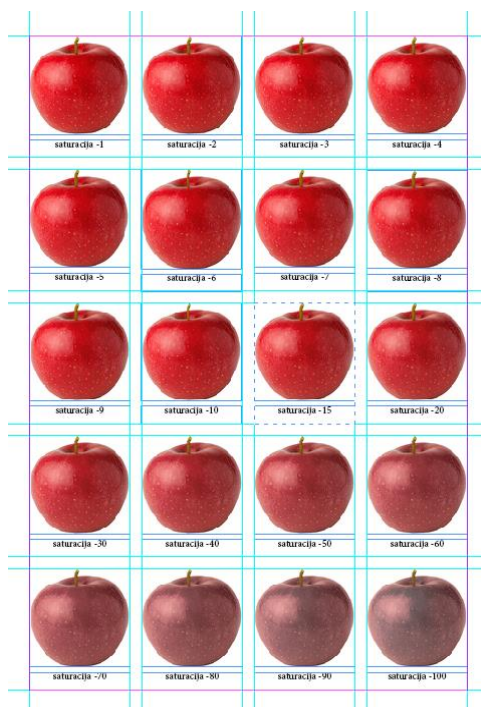 saturacija -1
saturacija -2
saturacija -3
saturacija -4
saturacija -5
saturacija -6
saturacija -7
saturacija -8
saturacija -9
saturacija -10
saturacija -15
saturacija -20
saturacija -30
saturacija -40
saturacija -50
saturacija -60
saturacija -70
saturacija -80
saturacija -90
saturacija -100